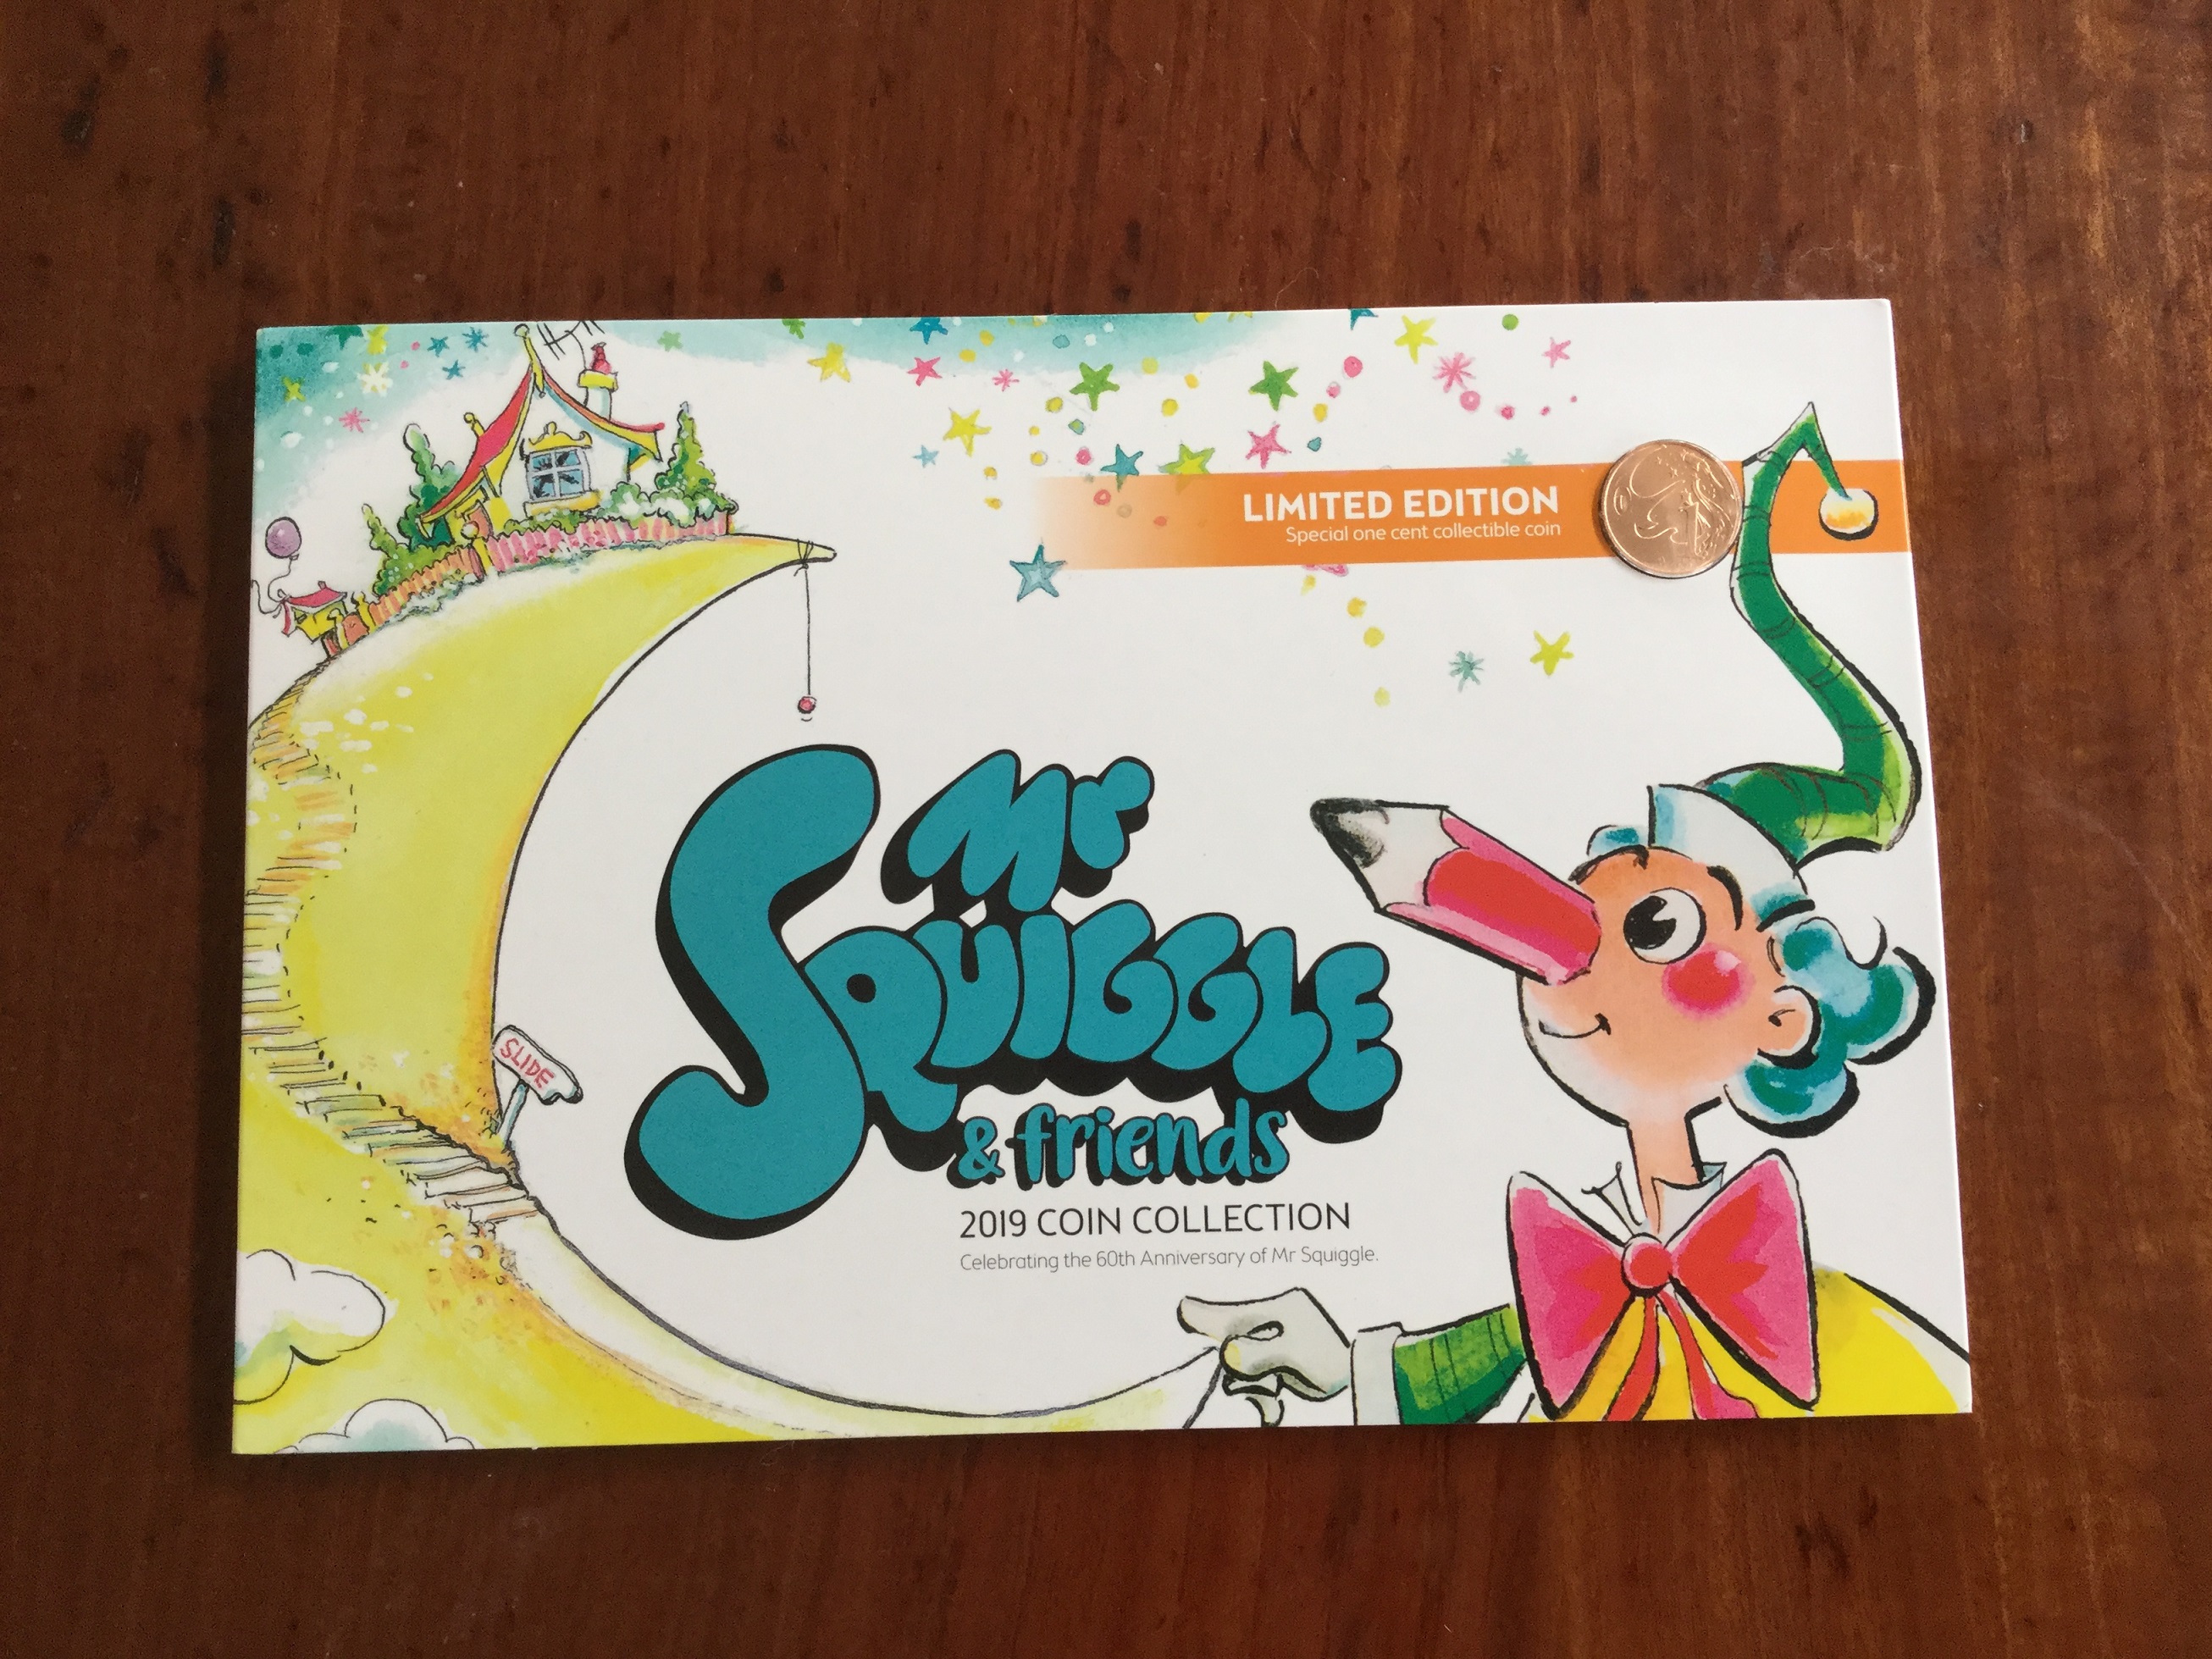 LIMITED EDITION
Special one cent collectible coin
Mr
SQUIGGLE
& friends
2019 COIN COLLECTION
Celebrating the 60th Anniversary of Mr Squiggle.
SLIDE